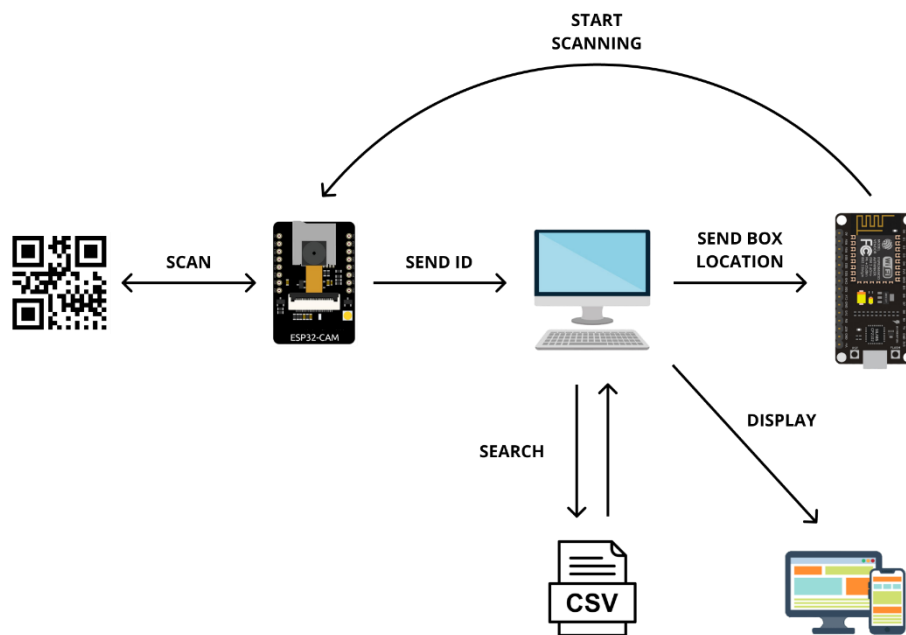 START
SCANNING
SCAN
SEND ID
SEND BOX
LOCATION
ESP32-CAM
SEARCH
DISPLAY
CSV